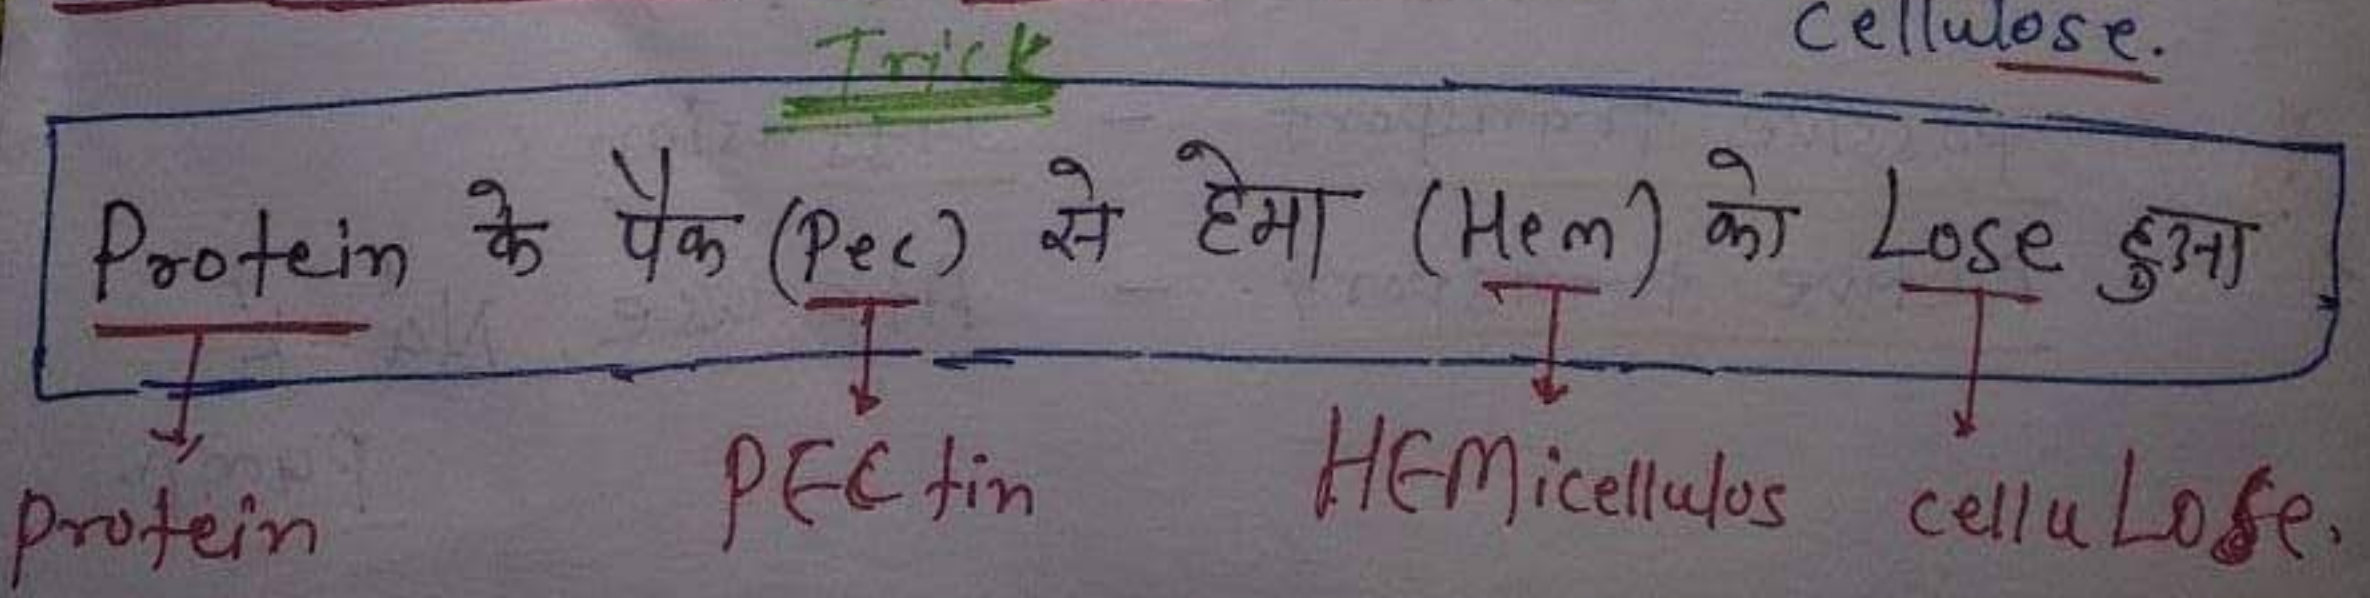 cellulose.
Trick
Protein के पैक (Pec) से हेमा (Hem) को Lose हुआ
protein PECtin HEMicellulos celluLose.